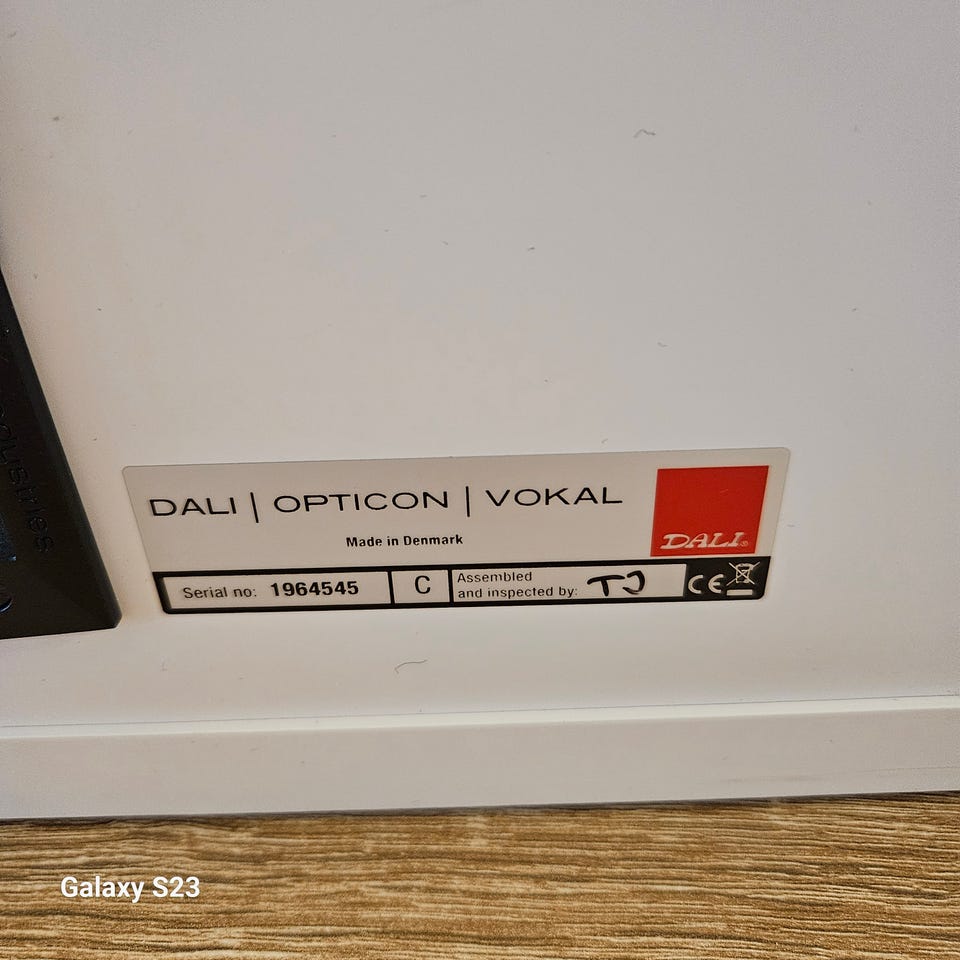 DALI | OPTICON | VOKAL
Made in Denmark
DALI®
Serial no: 1964545
C
Assembled
and inspected by: TJ
CE
Galaxy S23